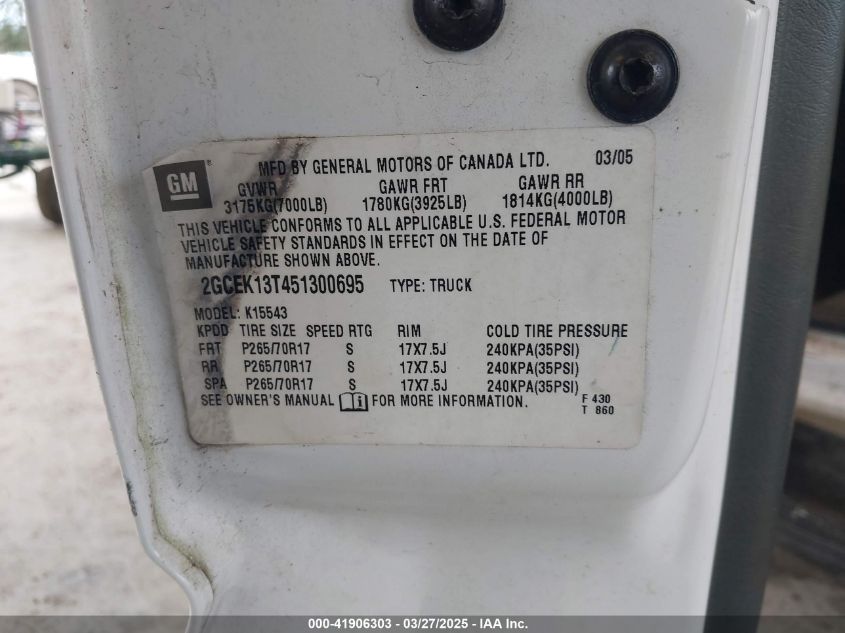 GM
MFD BY GENERAL MOTORS OF CANADA LTD. 03/05
GVWR GAWR FRT GAWR RR
3175KG(7000LB) 1780KG(3925LB) 1814KG(4000LB)
THIS VEHICLE CONFORMS TO ALL APPLICABLE U.S. FEDERAL MOTOR
VEHICLE SAFETY STANDARDS IN EFFECT ON THE DATE OF
MANUFACTURE SHOWN ABOVE.
2GCEK13T451300695 TYPE: TRUCK
MODEL: K15543
KPDD TIRE SIZE SPEED RTG RIM COLD TIRE PRESSURE
FRT P265/70R17 S 17X7.5J 240KPA(35PSI)
RR P265/70R17 S 17X7.5J 240KPA(35PSI)
SPA P265/70R17 S 17X7.5J 240KPA(35PSI)
SEE OWNER'S MANUAL i FOR MORE INFORMATION. F 430
T 860
000-41906303 - 03/27/2025 - IAA Inc.